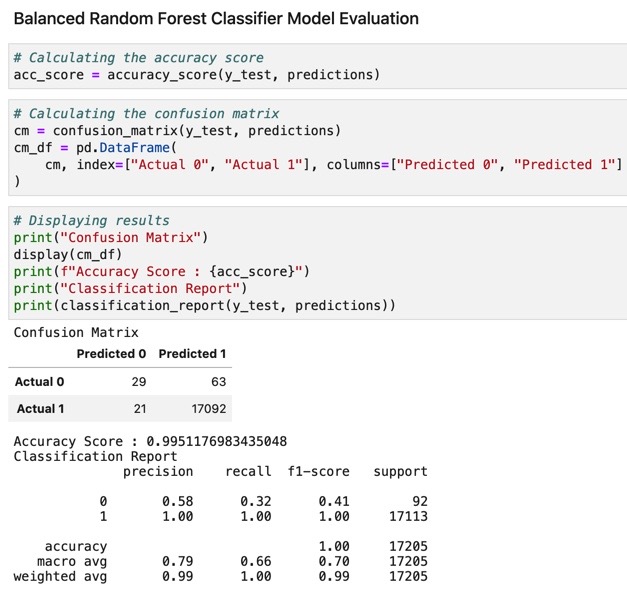 Balanced Random Forest Classifier Model Evaluation
# Calculating the accuracy score
acc_score = accuracy_score(y_test, predictions)
# Calculating the confusion matrix
cm = confusion_matrix(y_test, predictions)
cm_df = pd.DataFrame(
    cm, index=["Actual 0", "Actual 1"], columns=["Predicted 0", "Predicted 1"]
)
# Displaying results
print("Confusion Matrix")
display(cm_df)
print(f"Accuracy Score : {acc_score}")
print("Classification Report")
print(classification_report(y_test, predictions))
Confusion Matrix
Predicted 0 Predicted 1
Actual 0 29 63
Actual 1 21 17092
Accuracy Score : 0.9951176983435048
Classification Report
precision recall f1-score support
0 0.58 0.32 0.41 92
1 1.00 1.00 1.00 17113
accuracy 1.00 17205
macro avg 0.79 0.66 0.70 17205
weighted avg 0.99 1.00 0.99 17205